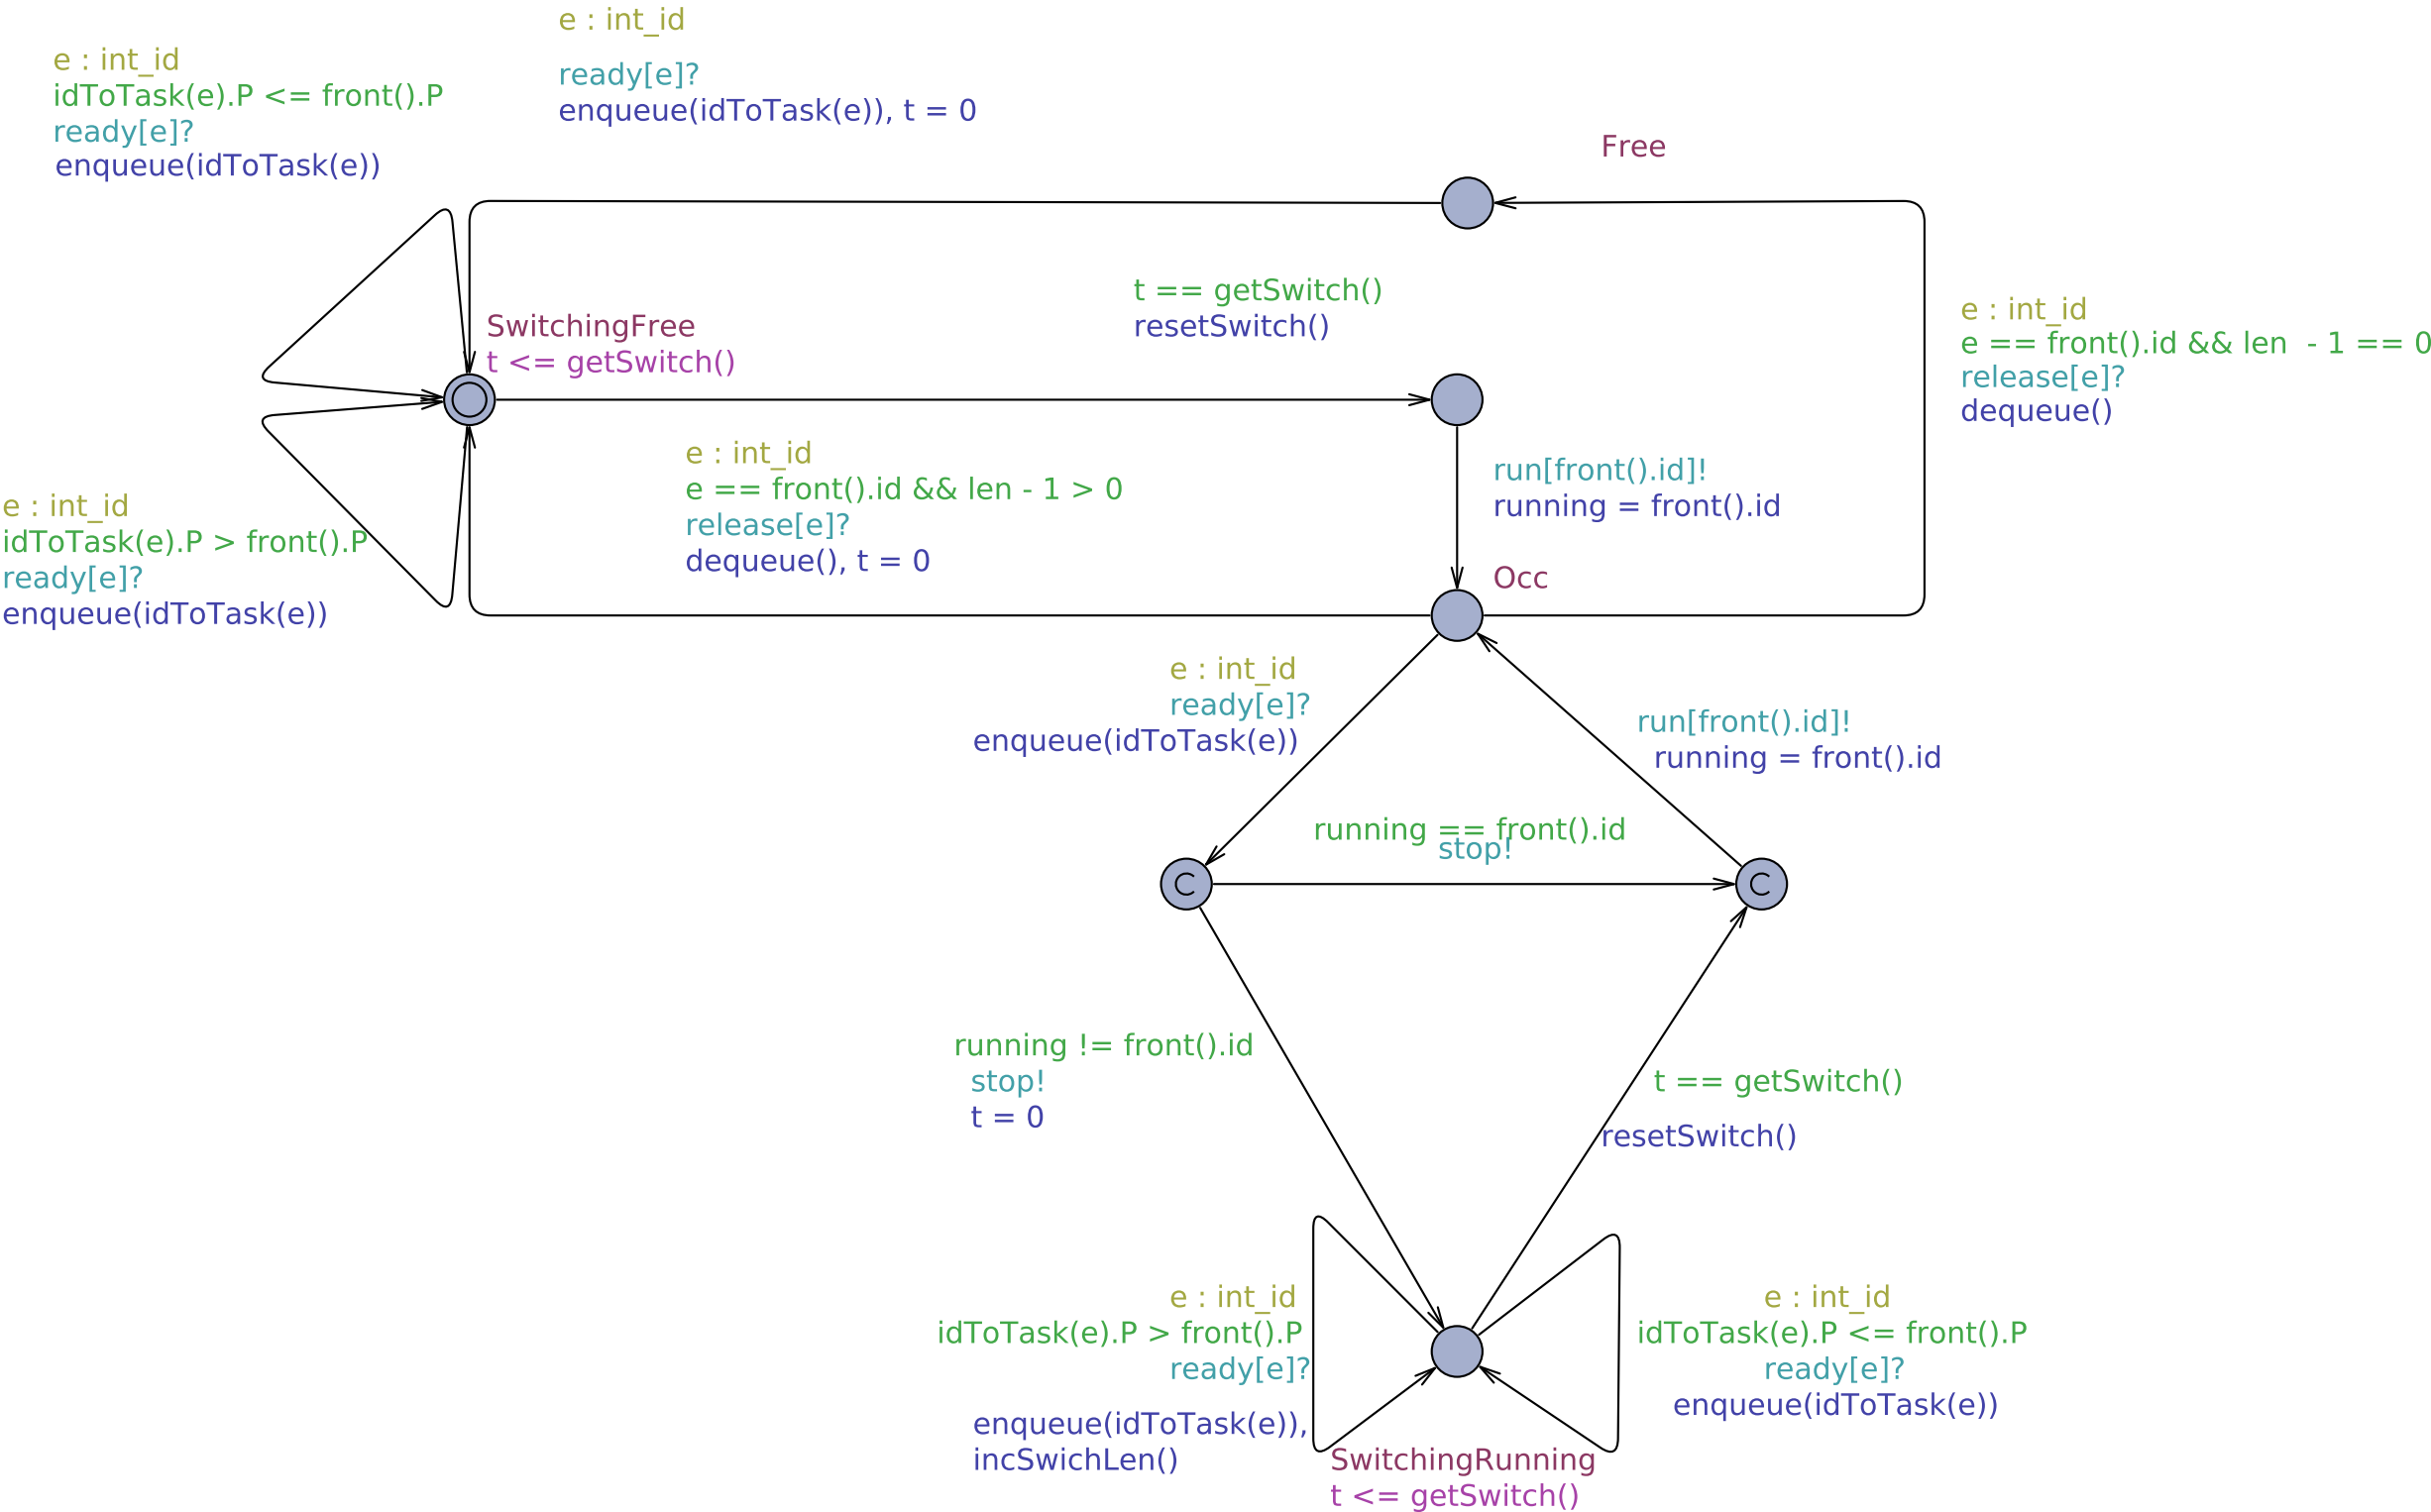 e : int_id
ready[e]?
enqueue(idToTask(e)), t = 0
e : int_id
idToTask(e).P <= front().P
ready[e]?
enqueue(idToTask(e))
Free
SwitchingFree
t <= getSwitch()
t == getSwitch()
resetSwitch()
e : int_id
e == front().id && len  - 1 == 0
release[e]?
dequeue()
e : int_id
e == front().id && len - 1 > 0
release[e]?
dequeue(), t = 0
run[front().id]!
running = front().id
Occ
e : int_id
idToTask(e).P > front().P
ready[e]?
enqueue(idToTask(e))
e : int_id
ready[e]?
enqueue(idToTask(e))
run[front().id]!
running = front().id
running == front().id
stop!
C
C
running != front().id
stop!
t = 0
t == getSwitch()
resetSwitch()
e : int_id
idToTask(e).P > front().P
ready[e]?
enqueue(idToTask(e)),
incSwichLen()
e : int_id
idToTask(e).P <= front().P
ready[e]?
enqueue(idToTask(e))
SwitchingRunning
t <= getSwitch()